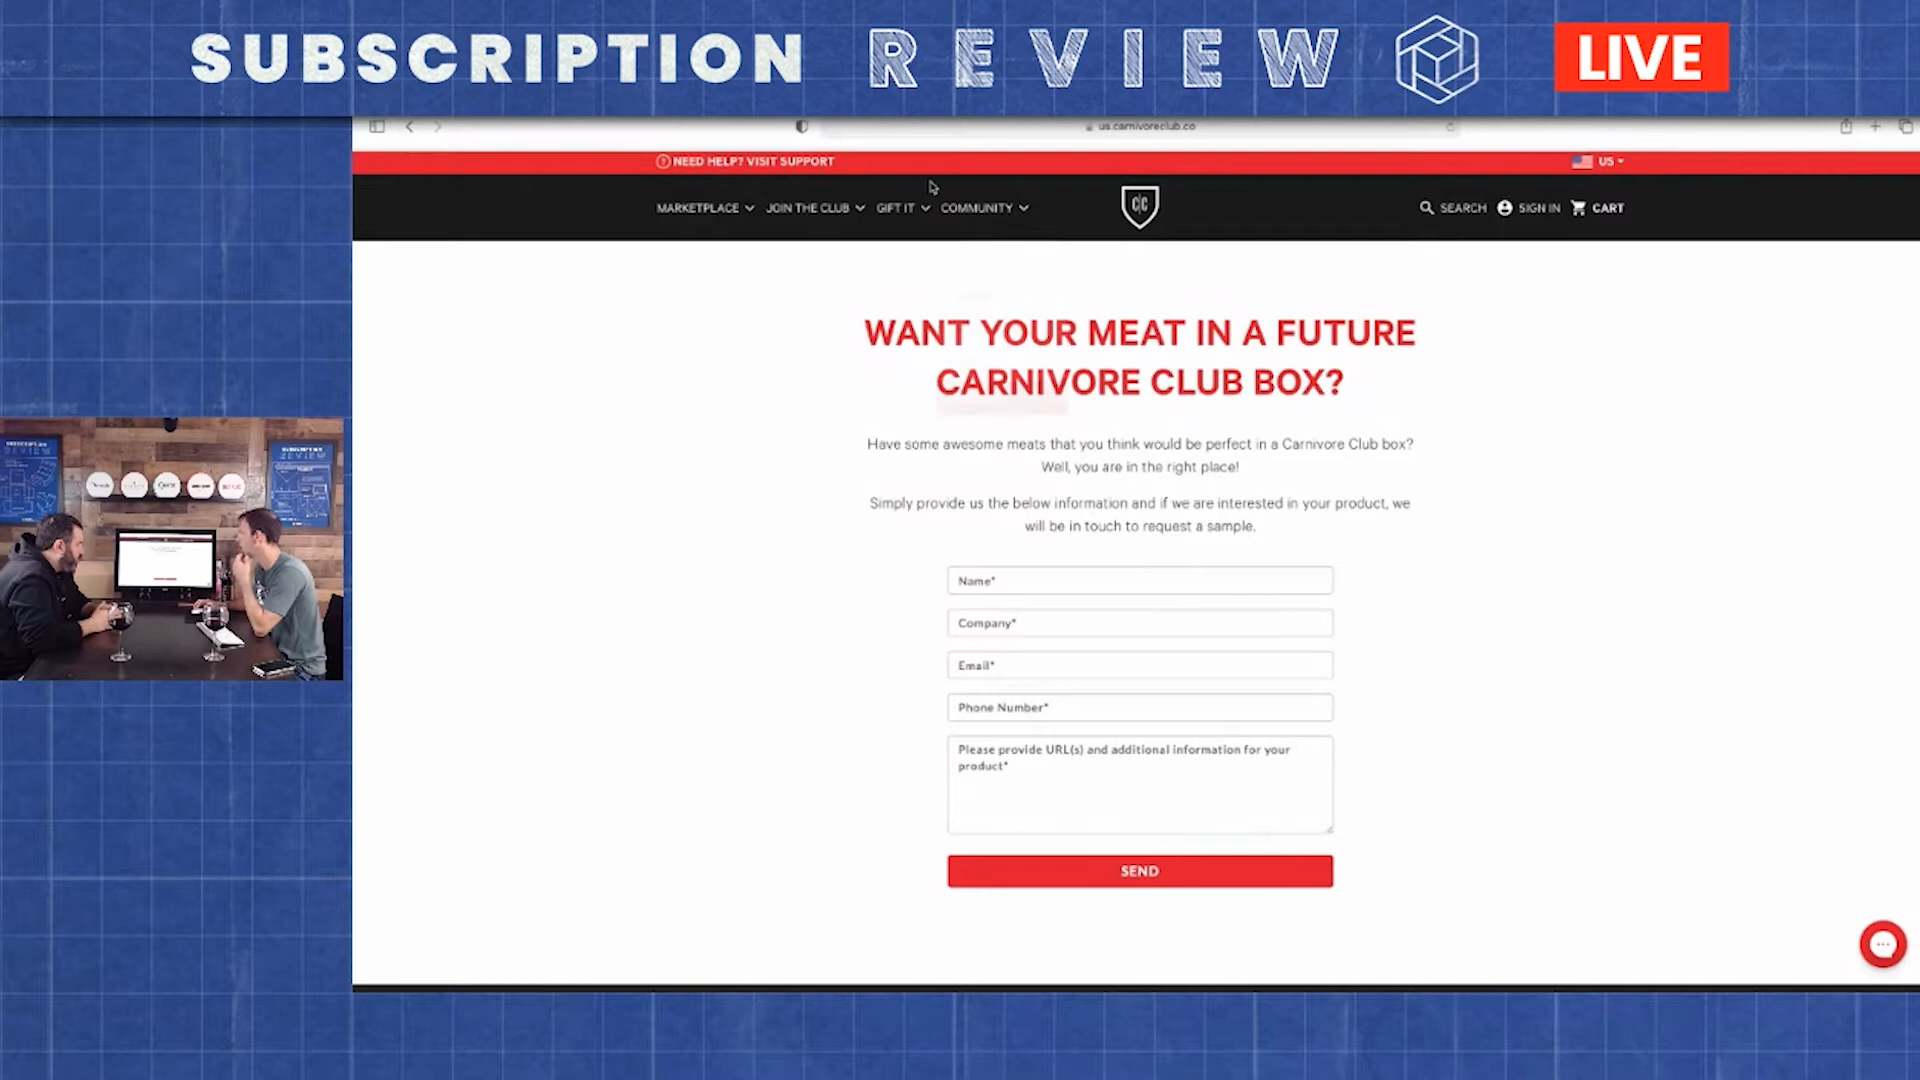 SUBSCRIPTION REVIEW LIVE
us.carnivoreclub.co
NEED HELP? VISIT SUPPORT
US
MARKETPLACE JOIN THE CLUB GIFT IT COMMUNITY
C|C
SEARCH SIGN IN CART
WANT YOUR MEAT IN A FUTURE
CARNIVORE CLUB BOX?
Have some awesome meats that you think would be perfect in a Carnivore Club box?
Well, you are in the right place!
Simply provide us the below information and if we are interested in your product, we
will be in touch to request a sample.
Name*
Company*
Email*
Phone Number*
Please provide URL(s) and additional information for your
product*
SEND
SUBSCRIPTION
REVIEW
SUBSCRIPTION
REVIEW